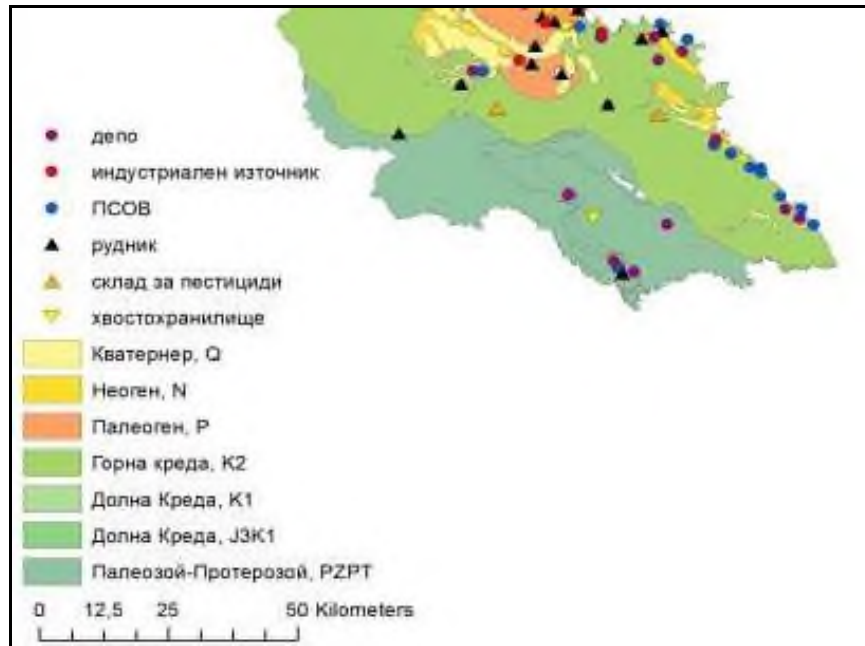 депо
индустриален източник
ПСОВ
рудник
склад за пестициди
хвостохранилище
Кватернер, Q
Неоген, N
Палеоген, P
Горна креда, K2
Долна Креда, K1
Долна Креда, J3K1
Палеозой-Протерозой, PZPT
0 12,5 25 50 Kilometers